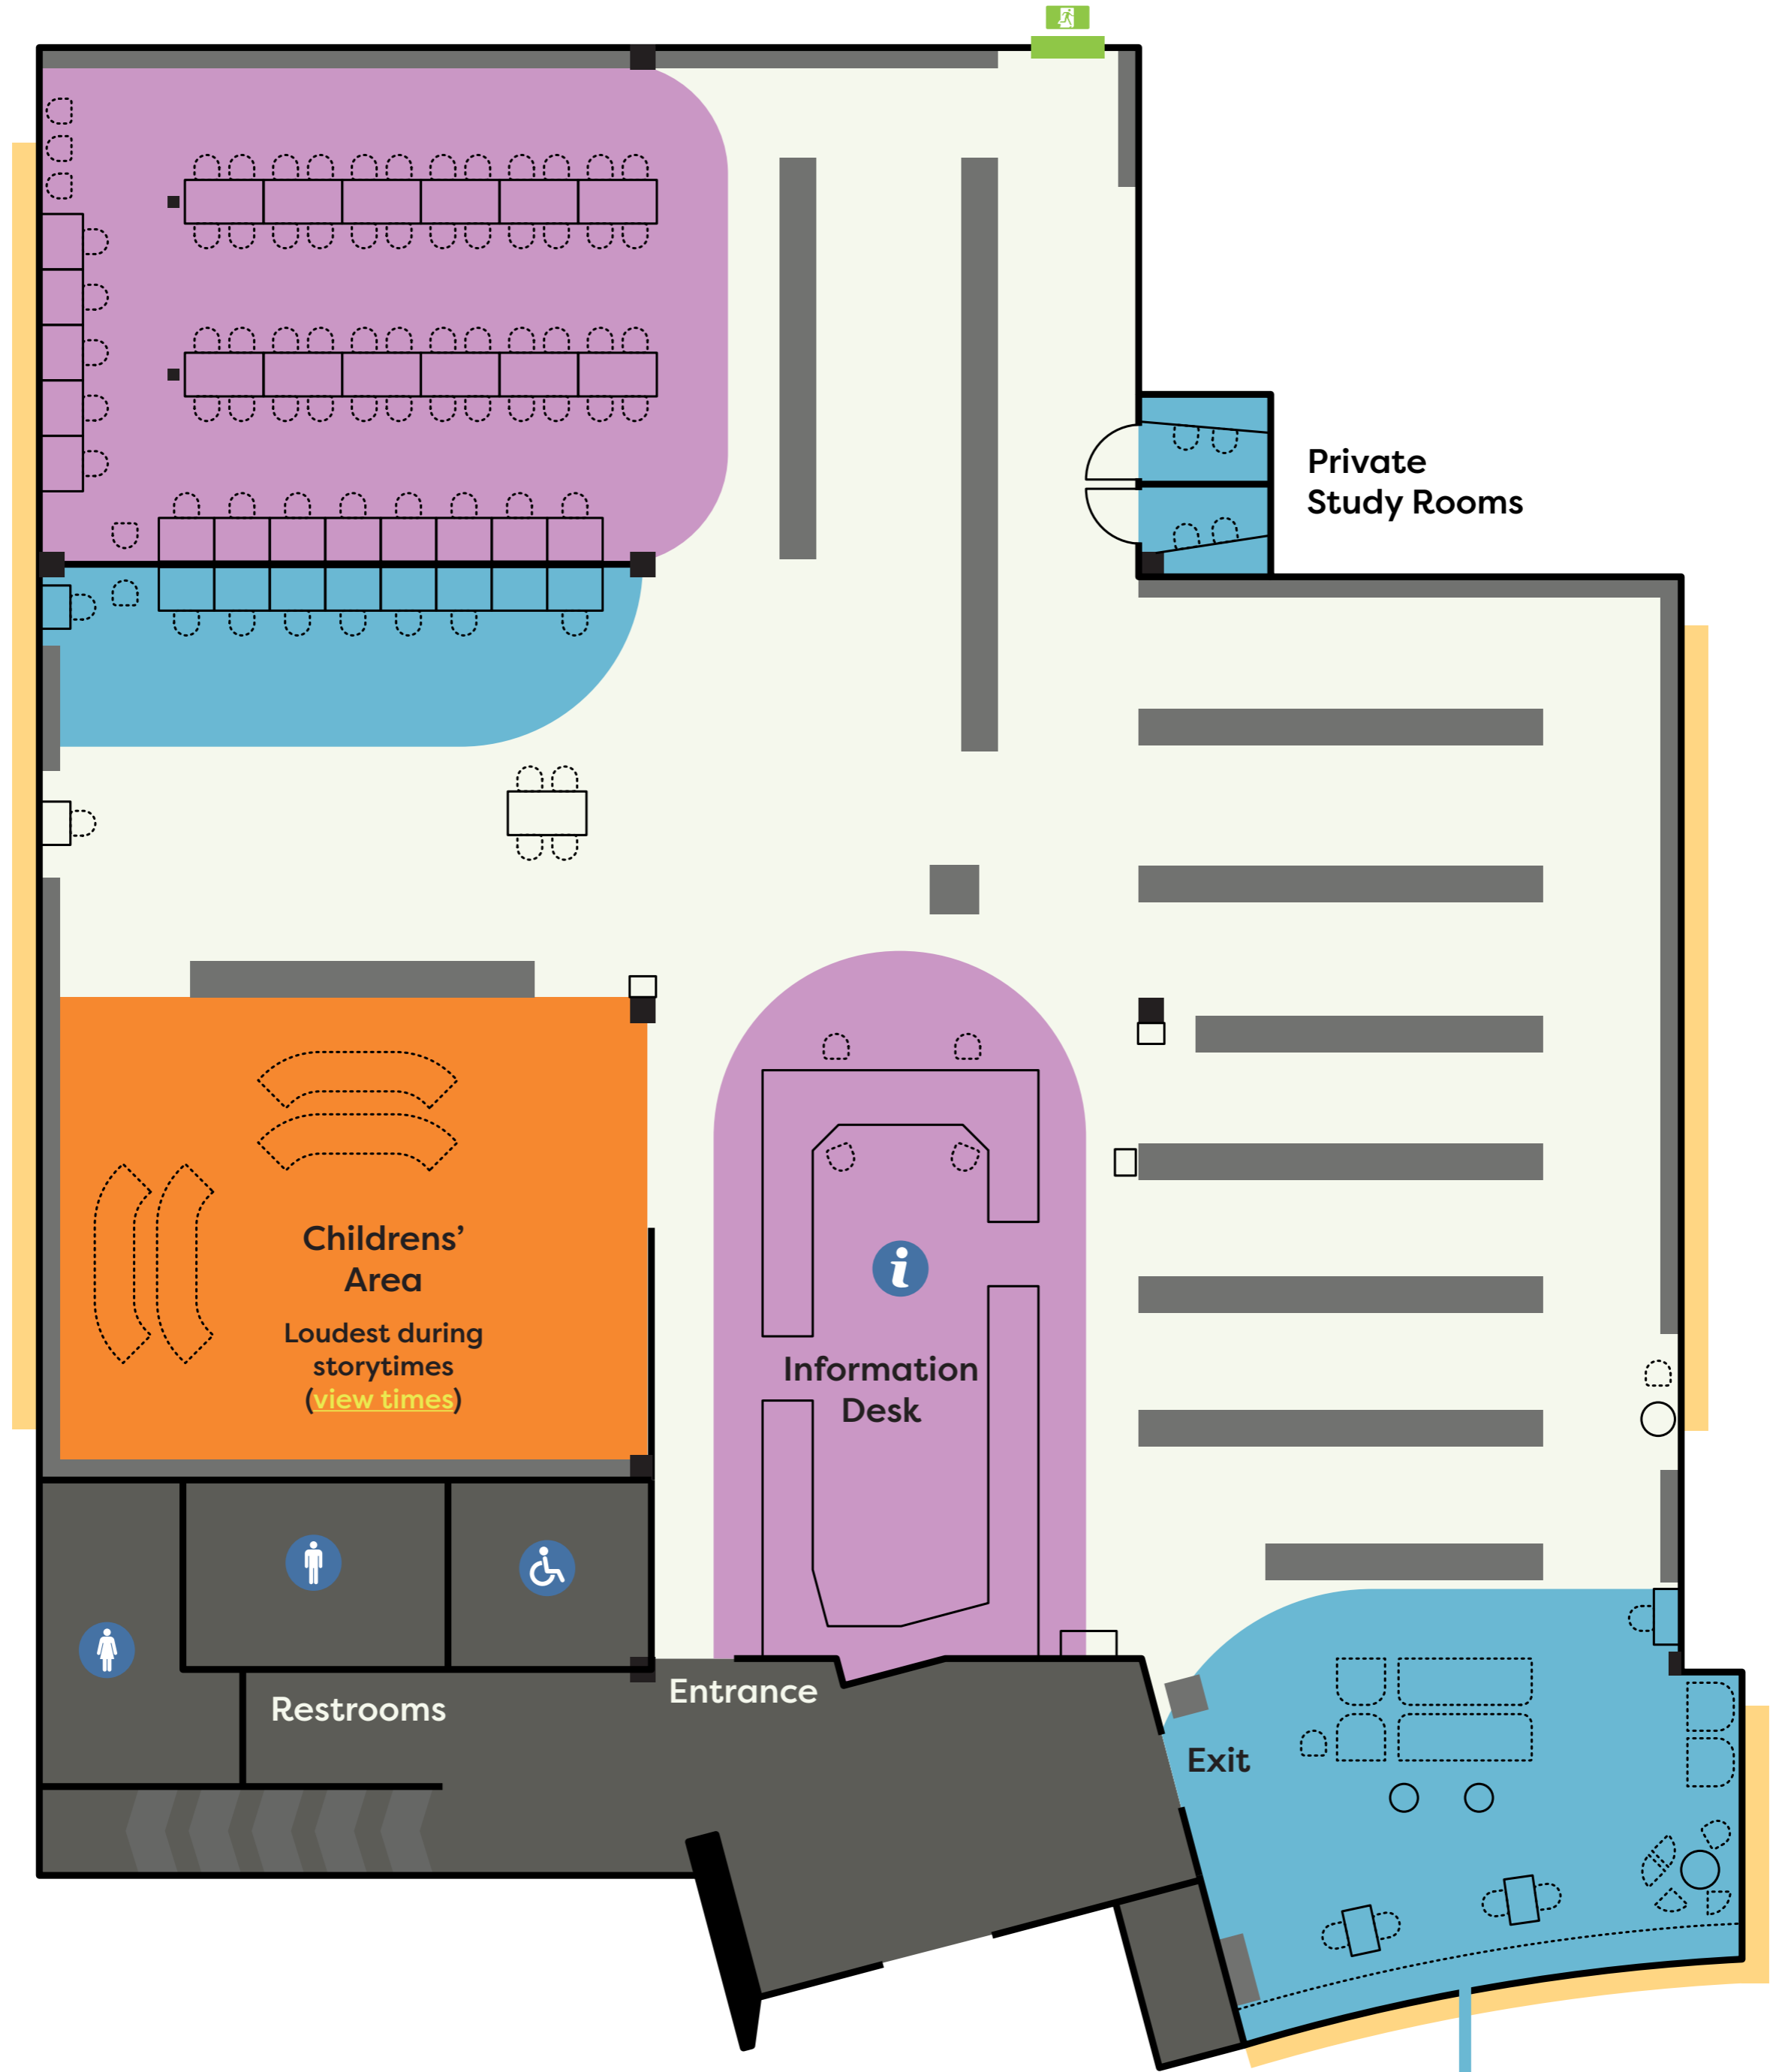 Private
Study Rooms
Childrens’
Area
Loudest during
storytimes
(view times)
Information
Desk
Restrooms
Entrance
Exit